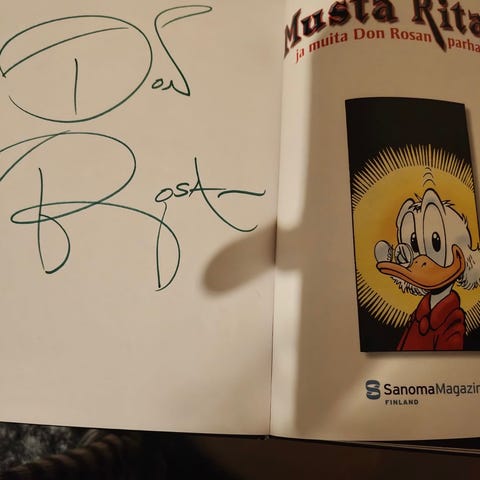 Don
Rosa
Musta Rita
ja muita Don Rosan parha
SanomaMagazin
FINLAND